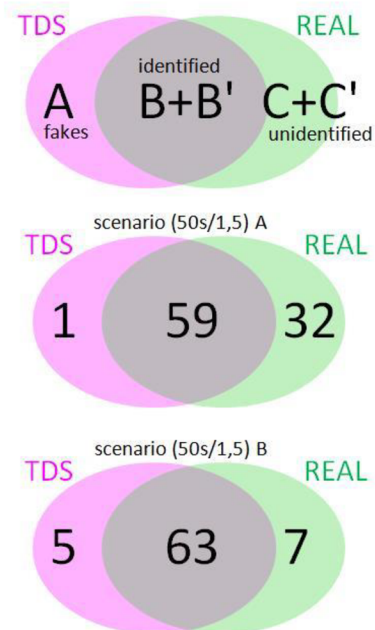 TDS REAL
identified
A B+B' C+C'
fakes unidentified
scenario (50s/1,5) A
TDS REAL
1 59 32
scenario (50s/1,5) B
TDS REAL
5 63 7